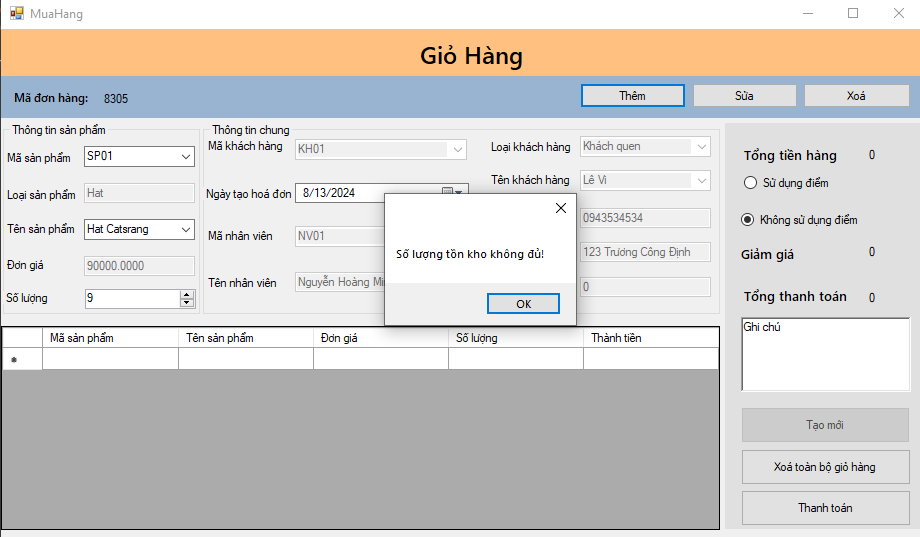 MuaHang
Giỏ Hàng
Mã đơn hàng: 8305
Thêm
Sửa
Xoá
Thông tin sản phẩm
Mã sản phẩm SP01
Loại sản phẩm Hat
Tên sản phẩm Hat Catsrang
Đơn giá 90000.0000
Số lượng 9
Thông tin chung
Mã khách hàng KH01
Ngày tạo hoá đơn 8/13/2024
Mã nhân viên NV01
Tên nhân viên Nguyễn Hoàng
Loại khách hàng Khách quen
Tên khách hàng Lê Vi
0943534534
123 Trương Công Định
0
Số lượng tồn kho không đủ!
OK
Tổng tiền hàng 0
Sử dụng điểm
Không sử dụng điểm
Giảm giá 0
Tổng thanh toán 0
Ghi chú
Tạo mới
Xoá toàn bộ giỏ hàng
Thanh toán
Mã sản phẩm Tên sản phẩm Đơn giá Số lượng Thành tiền